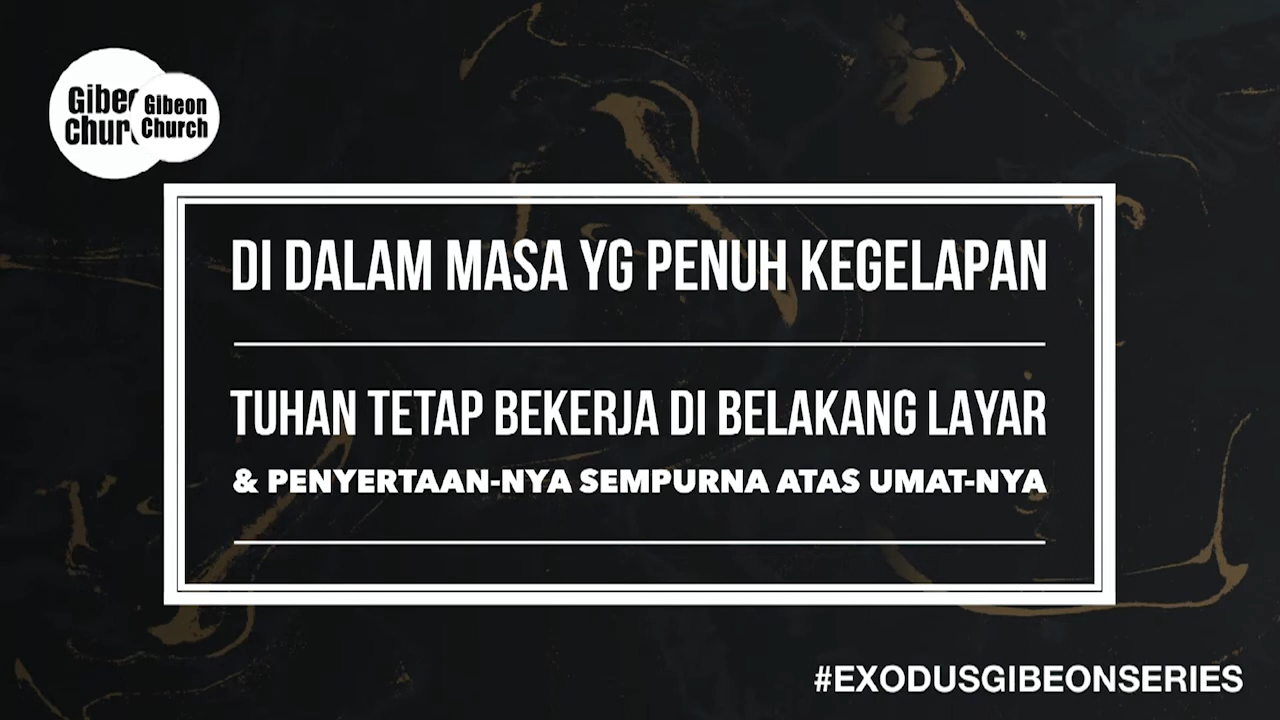 Gibeon
Church
DI DALAM MASA YG PENUH KEGELAPAN
TUHAN TETAP BEKERJA DI BELAKANG LAYAR
& PENYERTAAN-NYA SEMPURNA ATAS UMAT-NYA
#EXODUSGIBEONSERIES